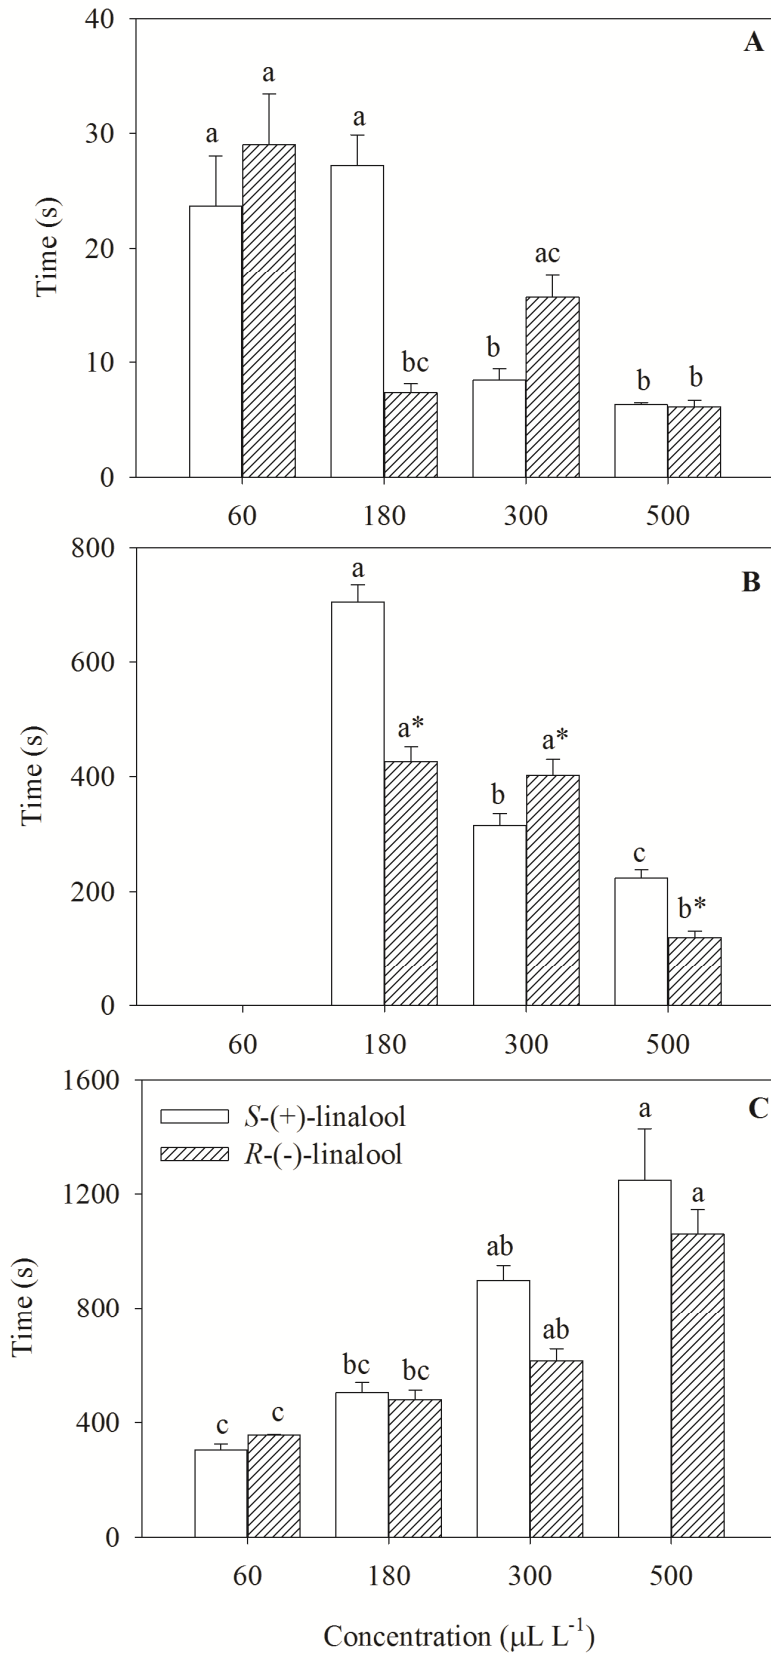 40
A
a
a
a
30
Time (s)
20
ac
10
bc
b
b
b
0
60 180 300 500
800
a
B
600
a*
a*
Time (s)
400
b
c
200
b*
0
60 180 300 500
1600
S-(+)-linalool
C
R-(-)-linalool
a
1200
a
ab
Time (s)
800
ab
bc bc
400
c c
0
60 180 300 500
Concentration (μL L-1)